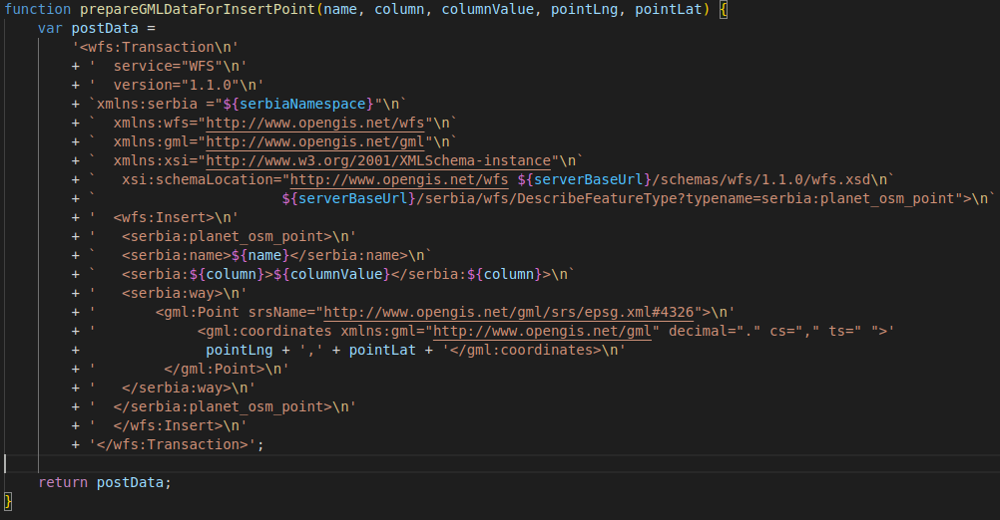 function prepareGMLDataForInsertPoint(name, column, columnValue, pointLng, pointLat) {
    var postData =
        '<wfs:Transaction\n'
        + '  service="WFS"\n'
        + '  version="1.1.0"\n'
        + `xmlns:serbia ="${serbiaNamespace}"\n`
        + `  xmlns:wfs="http://www.opengis.net/wfs"\n`
        + `  xmlns:gml="http://www.opengis.net/gml"\n`
        + `  xmlns:xsi="http://www.w3.org/2001/XMLSchema-instance"\n`
        + `   xsi:schemaLocation="http://www.opengis.net/wfs ${serverBaseUrl}/schemas/wfs/1.1.0/wfs.xsd\n`
        + `                      ${serverBaseUrl}/serbia/wfs/DescribeFeatureType?typename=serbia:planet_osm_point">\n`
        + '  <wfs:Insert>\n'
        + '   <serbia:planet_osm_point>\n'
        + `   <serbia:name>${name}</serbia:name>\n`
        + `   <serbia:${column}>${columnValue}</serbia:${column}>\n`
        + '   <serbia:way>\n'
        + '       <gml:Point srsName="http://www.opengis.net/gml/srs/epsg.xml#4326">\n'
        + '            <gml:coordinates xmlns:gml="http://www.opengis.net/gml" decimal="." cs="," ts=" ">'
        +               pointLng + ',' + pointLat + '</gml:coordinates>\n'
        + '        </gml:Point>\n'
        + '   </serbia:way>\n'
        + '  </serbia:planet_osm_point>\n'
        + '  </wfs:Insert>\n'
        + '</wfs:Transaction>';
    return postData;
}